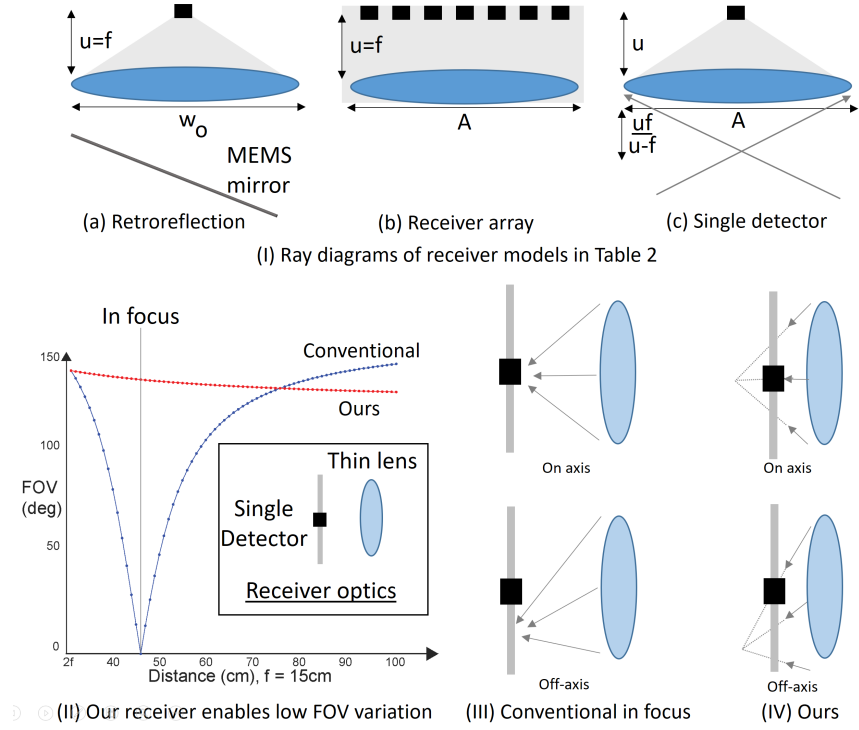 u=f
w₀
MEMS
mirror
(a) Retroreflection
u=f
A
(b) Receiver array
u
uf
u-f
A
(c) Single detector
(I) Ray diagrams of receiver models in Table 2
In focus
150
100
50
0
FOV
(deg)
Conventional
Ours
Thin lens
Single
Detector
Receiver optics
2f 40 50 60 70 80 90 100
Distance (cm), f = 15cm
(II) Our receiver enables low FOV variation
On axis
Off-axis
(III) Conventional in focus
On axis
Off-axis
(IV) Ours